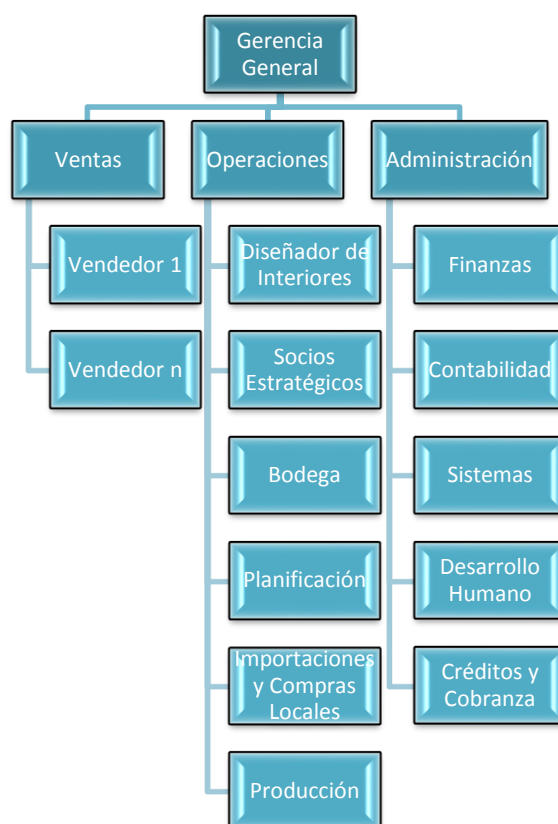 Gerencia
General
Ventas
Operaciones
Administración
Vendedor 1
Vendedor n
Diseñador de
Interiores
Socios
Estratégicos
Bodega
Planificación
Importaciones
y Compras
Locales
Producción
Finanzas
Contabilidad
Sistemas
Desarrollo
Humano
Créditos y
Cobranza